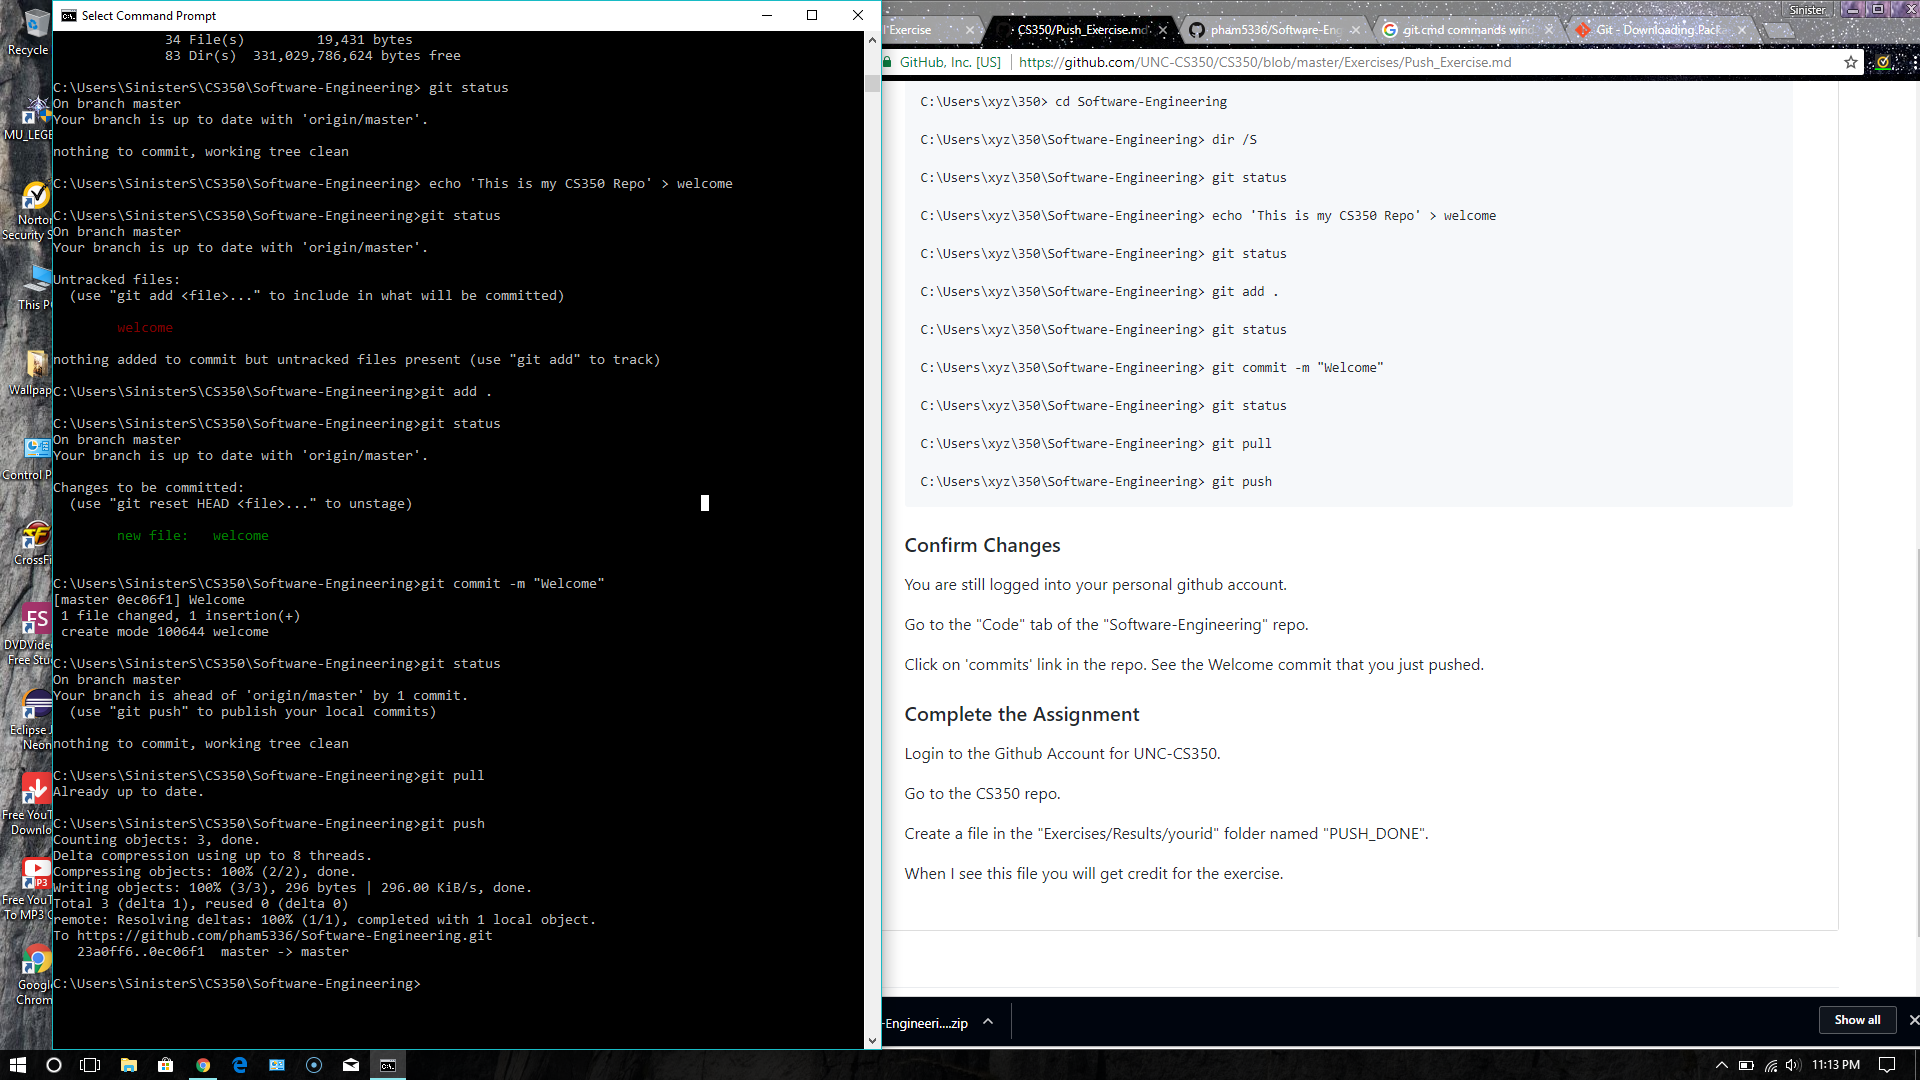 Select Command Prompt
34 File(s)         19,431 bytes
83 Dir(s)  331,029,786,624 bytes free
C:\Users\SinisterS\CS350\Software-Engineering> git status
On branch master
Your branch is up to date with 'origin/master'.
nothing to commit, working tree clean
C:\Users\SinisterS\CS350\Software-Engineering> echo 'This is my CS350 Repo' > welcome
C:\Users\SinisterS\CS350\Software-Engineering>git status
On branch master
Your branch is up to date with 'origin/master'.
Untracked files:
(use "git add <file>..." to include in what will be committed)
welcome
nothing added to commit but untracked files present (use "git add" to track)
C:\Users\SinisterS\CS350\Software-Engineering>git add .
C:\Users\SinisterS\CS350\Software-Engineering>git status
On branch master
Your branch is up to date with 'origin/master'.
Changes to be committed:
(use "git reset HEAD <file>..." to unstage)
new file:   welcome
C:\Users\SinisterS\CS350\Software-Engineering>git commit -m "Welcome"
[master 0ec06f1] Welcome
1 file changed, 1 insertion(+)
create mode 100644 welcome
C:\Users\SinisterS\CS350\Software-Engineering>git status
On branch master
Your branch is ahead of 'origin/master' by 1 commit.
(use "git push" to publish your local commits)
nothing to commit, working tree clean
C:\Users\SinisterS\CS350\Software-Engineering>git pull
Already up to date.
C:\Users\SinisterS\CS350\Software-Engineering>git push
Counting objects: 3, done.
Delta compression using up to 8 threads.
Compressing objects: 100% (2/2), done.
Writing objects: 100% (3/3), 296 bytes | 296.00 KiB/s, done.
Total 3 (delta 1), reused 0 (delta 0)
remote: Resolving deltas: 100% (1/1), completed with 1 local object.
To https://github.com/pham5336/Software-Engineering.git
23a0ff6..0ec06f1  master -> master
C:\Users\SinisterS\CS350\Software-Engineering>
Recycle
MU_LEGE
Norton
Security S
This P
Wallpap
Control P
CrossFi
DVDVide
Free Stu
Eclipse J
Neon
Free YouT
Downlo
Free YouT
To MP3 C
Google
Chrom
Sinister
l'Exercise
CS350/Push_Exercise.md
pham5336/Software-En
git cmd commands wind
Git - Downloading Packa
GitHub, Inc. [US]
https://github.com/UNC-CS350/CS350/blob/master/Exercises/Push_Exercise.md
C:\Users\xyz\350> cd Software-Engineering
C:\Users\xyz\350\Software-Engineering> dir /S
C:\Users\xyz\350\Software-Engineering> git status
C:\Users\xyz\350\Software-Engineering> echo 'This is my CS350 Repo' > welcome
C:\Users\xyz\350\Software-Engineering> git status
C:\Users\xyz\350\Software-Engineering> git add .
C:\Users\xyz\350\Software-Engineering> git status
C:\Users\xyz\350\Software-Engineering> git commit -m "Welcome"
C:\Users\xyz\350\Software-Engineering> git status
C:\Users\xyz\350\Software-Engineering> git pull
C:\Users\xyz\350\Software-Engineering> git push
Confirm Changes
You are still logged into your personal github account.
Go to the "Code" tab of the "Software-Engineering" repo.
Click on 'commits' link in the repo. See the Welcome commit that you just pushed.
Complete the Assignment
Login to the Github Account for UNC-CS350.
Go to the CS350 repo.
Create a file in the "Exercises/Results/yourid" folder named "PUSH_DONE".
When I see this file you will get credit for the exercise.
-Engineeri....zip
Show all
11:13 PM